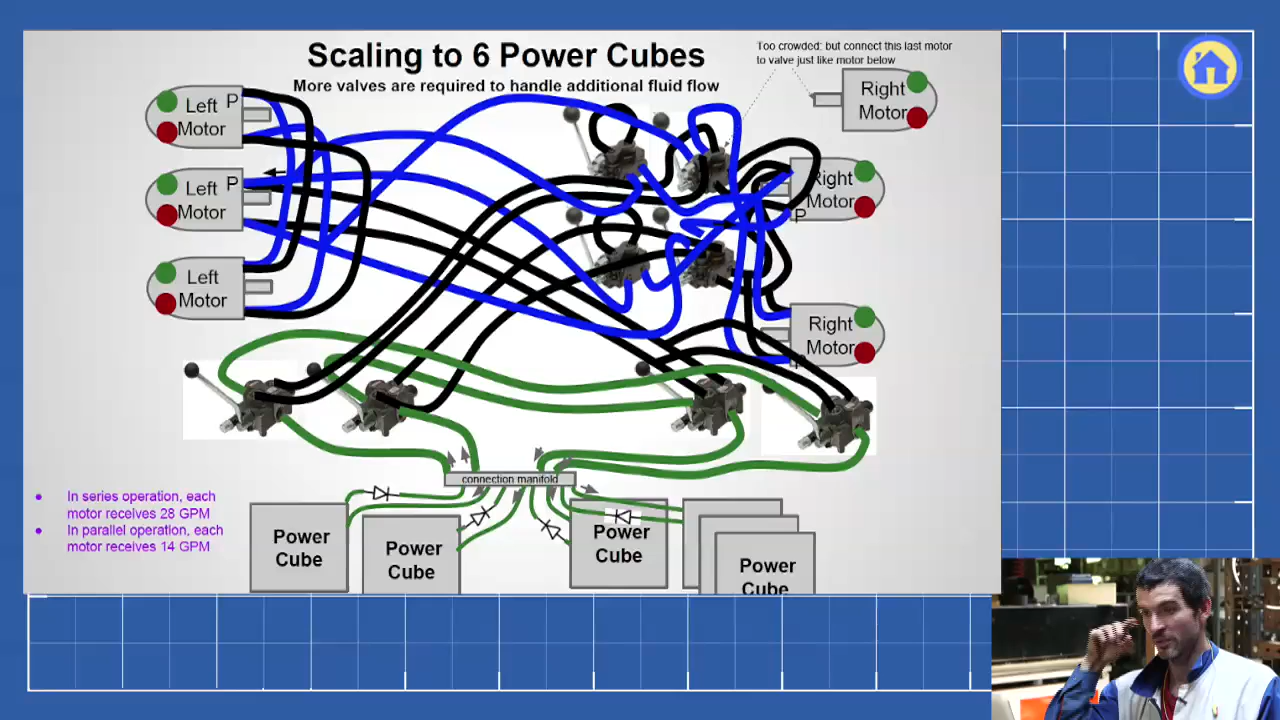 Scaling to 6 Power Cubes
More valves are required to handle additional fluid flow
Too crowded: but connect this last motor
to valve just like motor below
Left P
Motor
Left P
Motor
Left
Motor
Right
Motor
Right
Motor
P
Right
Motor
connection manifold
In series operation, each
motor receives 28 GPM
In parallel operation, each
motor receives 14 GPM
Power
Cube
Power
Cube
Power
Cube
Power
Cube